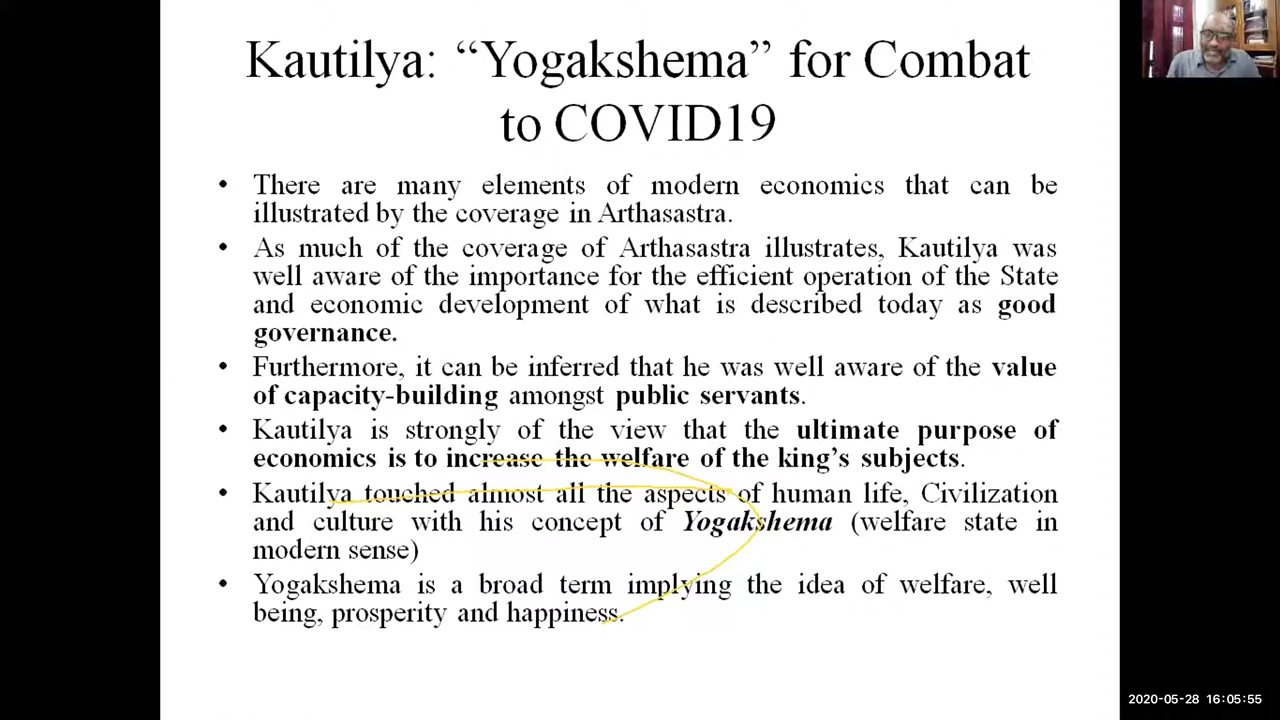 Kautilya: “Yogakshema” for Combat
to COVID19
• There are many elements of modern economics that can be
illustrated by the coverage in Arthasastra.
• As much of the coverage of Arthasastra illustrates, Kautilya was
well aware of the importance for the efficient operation of the State
and economic development of what is described today as good
governance.
• Furthermore, it can be inferred that he was well aware of the value
of capacity-building amongst public servants.
• Kautilya is strongly of the view that the ultimate purpose of
economics is to increase the welfare of the king’s subjects.
• Kautilya touched almost all the aspects of human life, Civilization
and culture with his concept of Yogakshema (welfare state in
modern sense)
• Yogakshema is a broad term implying the idea of welfare, well
being, prosperity and happiness.
2020-05-28 16:05:55